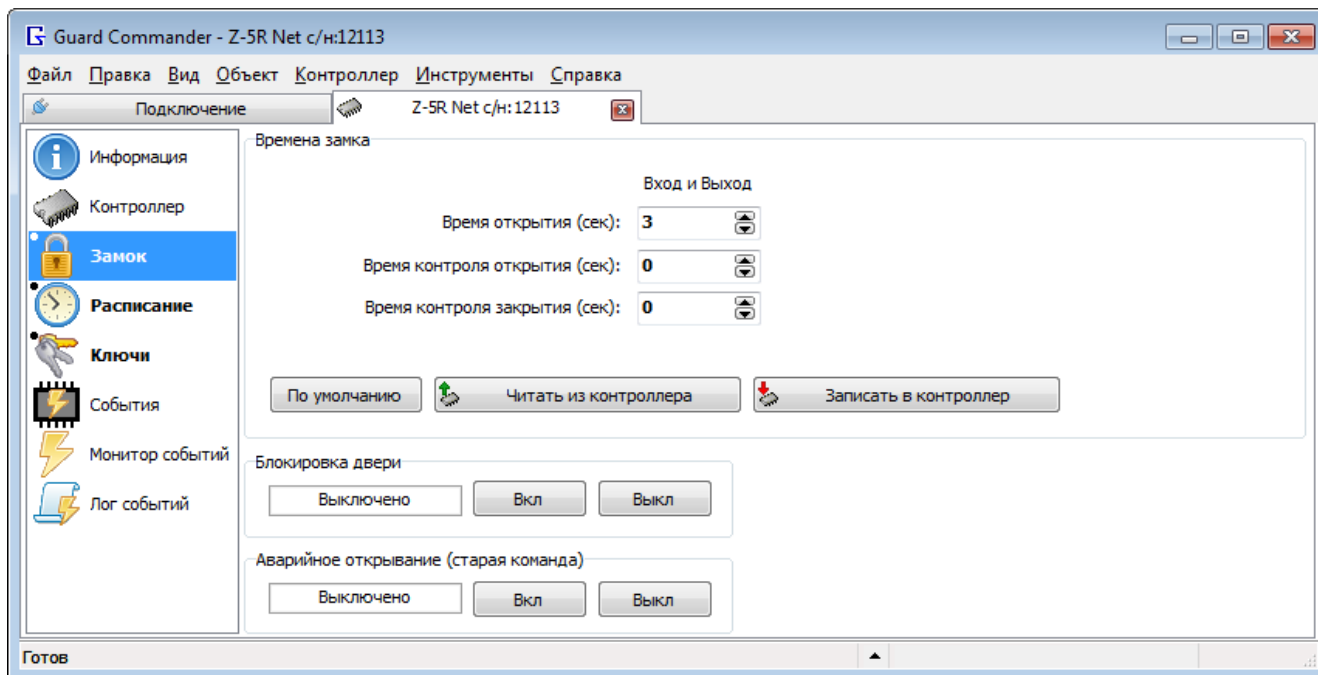 Guard Commander - Z-5R Net с/н:12113
Файл Правка Вид Объект Контроллер Инструменты Справка
Подключение
Z-5R Net с/н:12113
Информация
Контроллер
Замок
Расписание
Ключи
События
Монитор событий
Лог событий
Времена замка
Вход и Выход
Время открытия (сек): 3
Время контроля открытия (сек): 0
Время контроля закрытия (сек): 0
По умолчанию
Читать из контроллера
Записать в контроллер
Блокировка двери
Выключено Вкл Выкл
Аварийное открывание (старая команда)
Выключено Вкл Выкл
Готов